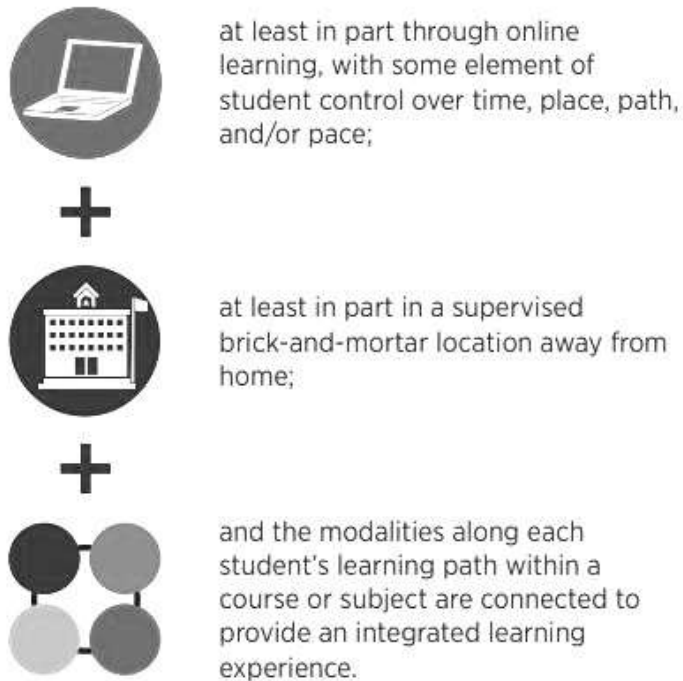 at least in part through online
learning, with some element of
student control over time, place, path,
and/or pace;
+
at least in part in a supervised
brick-and-mortar location away from
home;
+
and the modalities along each
student's learning path within a
course or subject are connected to
provide an integrated learning
experience.